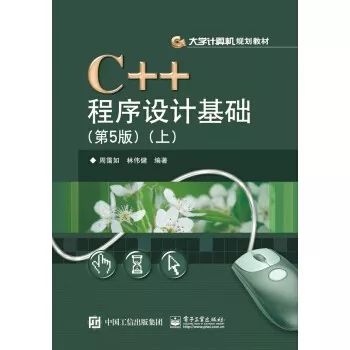 大学计算机规划教材
C++
程序设计基础
(第5版)(上)
◆ 周霭如 林伟健 编著
中国工信出版集团
电子工业出版社